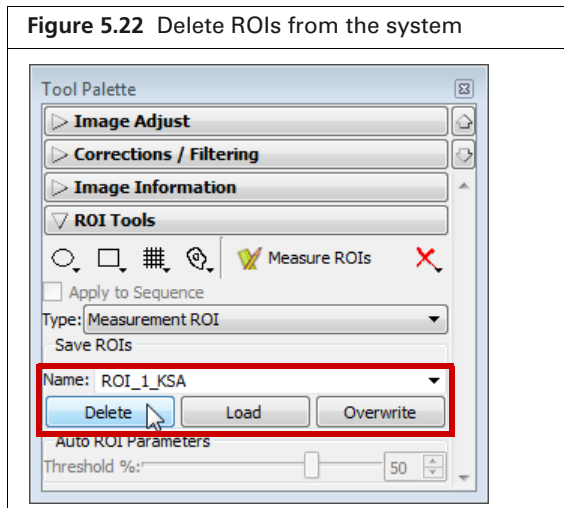 Figure 5.22 Delete ROIs from the system
Tool Palette
Image Adjust
Corrections / Filtering
Image Information
ROI Tools
Measure ROIs
Apply to Sequence
Type: Measurement ROI
Save ROIs
Name: ROI_1_KSA
Delete Load Overwrite
Auto ROI Parameters
Threshold %: 50